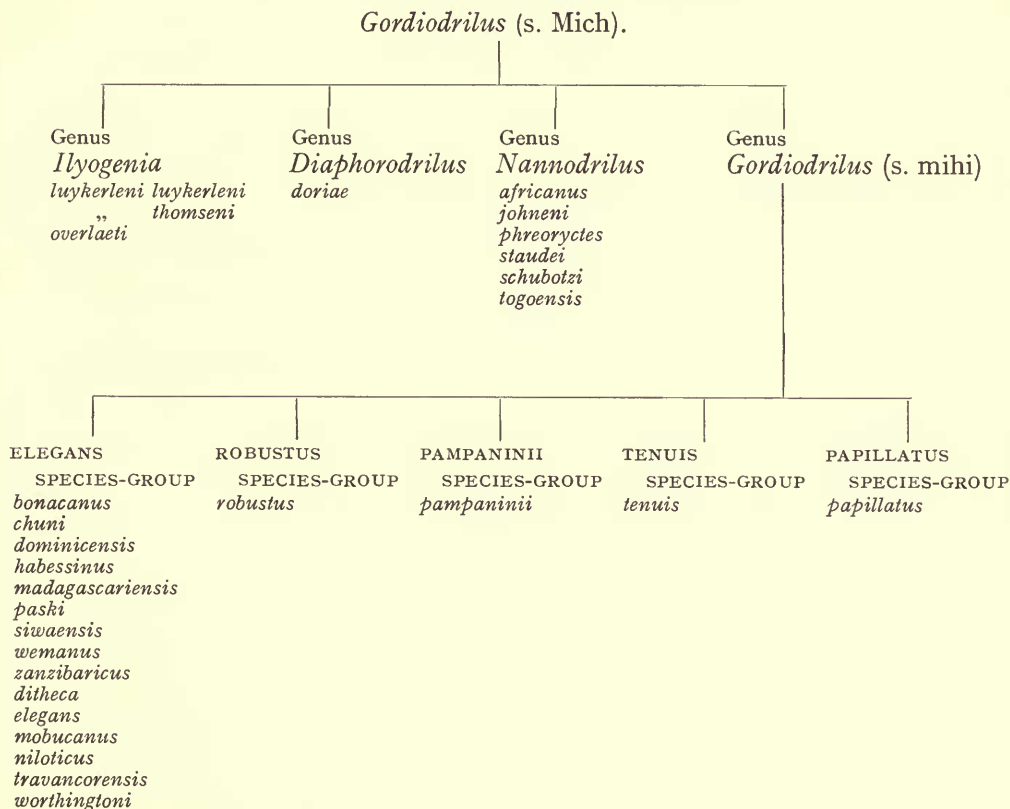 Gordiodrilus (s. Mich).
Genus
Ilyogenia
luykerleni luykerleni
„ thomseni
overlaeti
Genus
Diaphorodrilus
doriae
Genus
Nannodrilus
africanus
johneni
phreoryctes
staudei
schubotzi
togoensis
Genus
Gordiodrilus (s. mihi)
ELEGANS
SPECIES-GROUP
bonacanus
chuni
dominicensis
habessinus
madagascariensis
paski
siwaensis
wemanus
zanzibaricus
ditheca
elegans
mobucanus
niloticus
travancorensis
worthingtoni
ROBUSTUS
SPECIES-GROUP
robustus
PAMPANINII
SPECIES-GROUP
pampaninii
TENUIS
SPECIES-GROUP
tenuis
PAPILLATUS
SPECIES-GROUP
papillatus